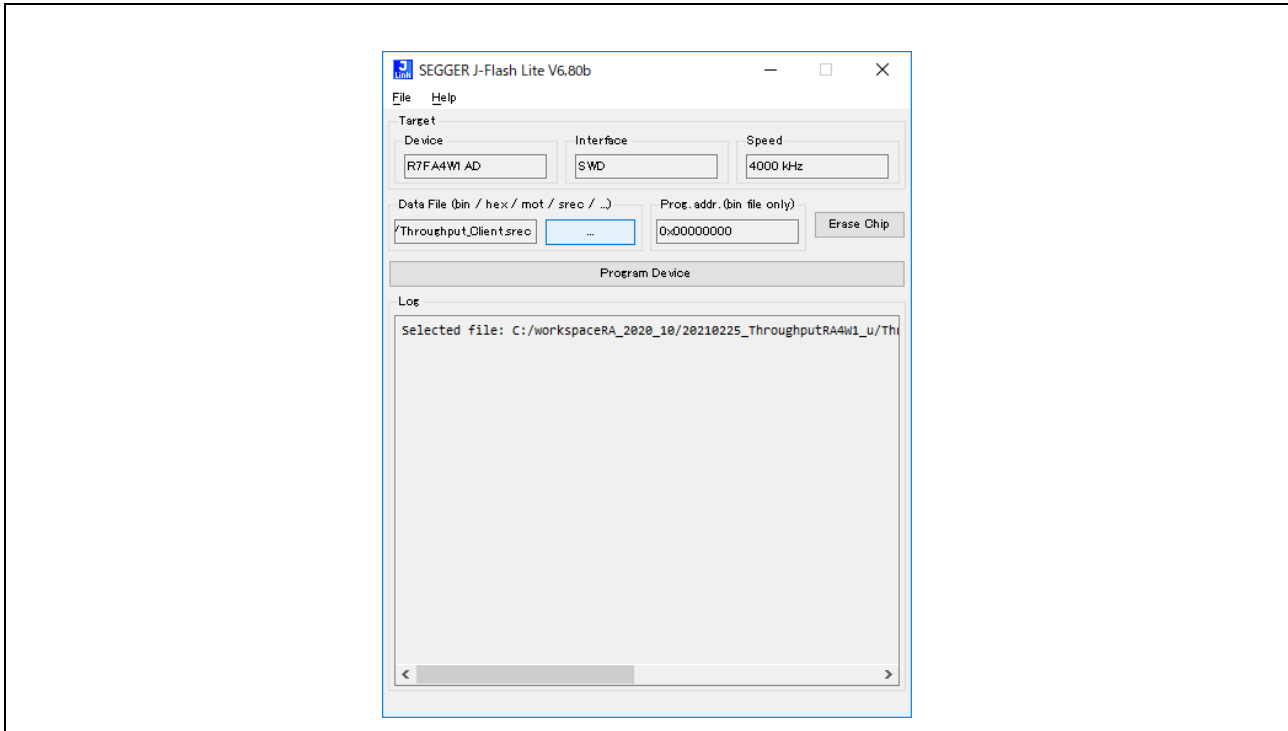 J
Link
SEGGER J-Flash Lite V6.80b
File Help
Target
Device Interface Speed
R7FA4W1AD SWD 4000 kHz
Data File (bin / hex / mot / srec / ...) Prog. addr. (bin file only)
/Throughput_Client.srec ... 0x00000000 Erase Chip
Program Device
Log
Selected file: C:/workspaceRA_2020_10/20210225_ThroughputRA4W1_u/Thr